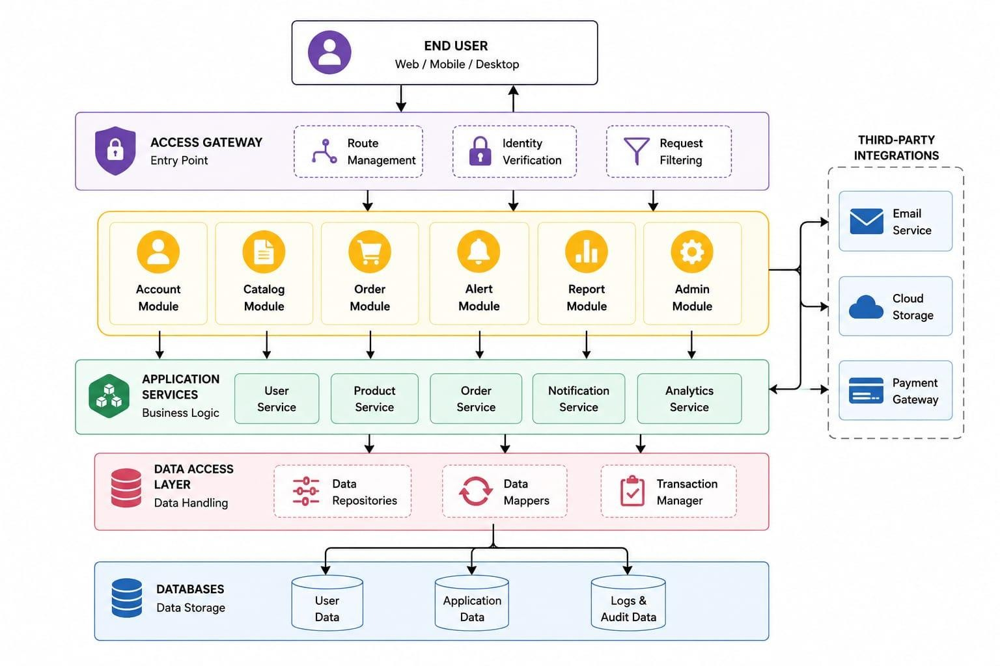 END USER
Web / Mobile / Desktop
ACCESS GATEWAY
Entry Point
Route
Management
Identity
Verification
Request
Filtering
THIRD-PARTY
INTEGRATIONS
Email
Service
Cloud
Storage
Payment
Gateway
Account
Module
Catalog
Module
Order
Module
Alert
Module
Report
Module
Admin
Module
APPLICATION
SERVICES
Business Logic
User
Service
Product
Service
Order
Service
Notification
Service
Analytics
Service
DATA ACCESS
LAYER
Data Handling
Data
Repositories
Data
Mappers
Transaction
Manager
DATABASES
Data Storage
User
Data
Application
Data
Logs &
Audit Data